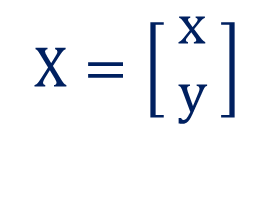 X = [ x
y ]